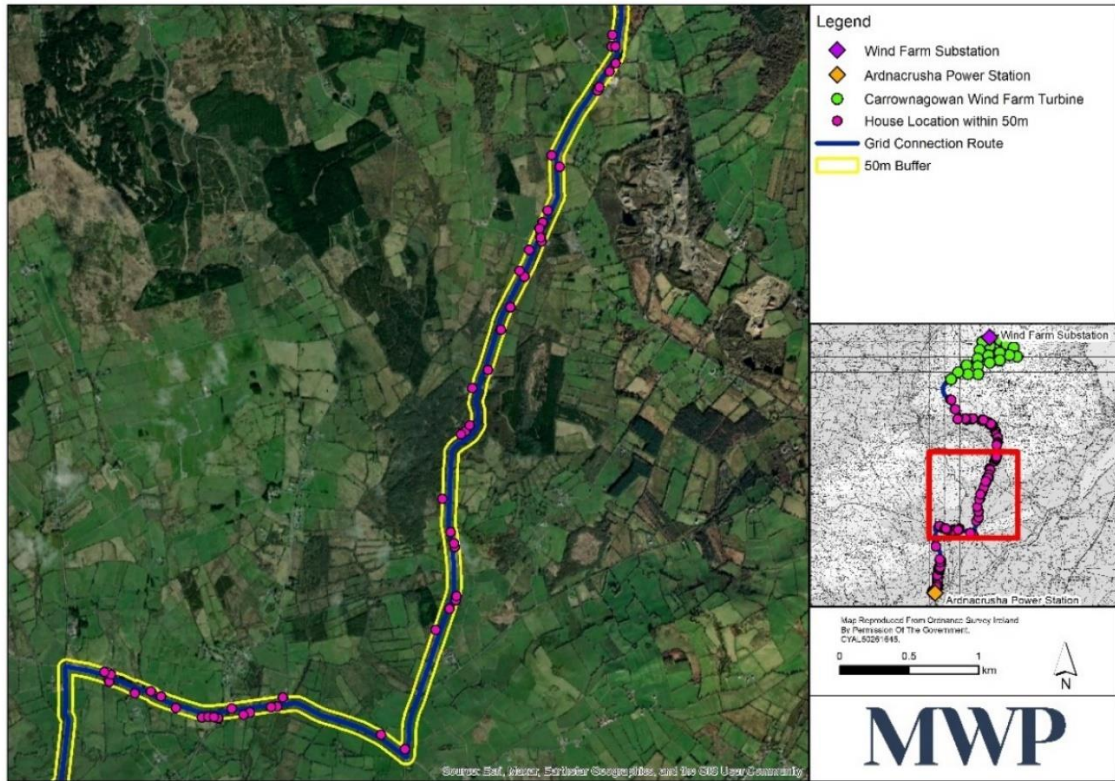 Legend
Wind Farm Substation
Ardnacrusha Power Station
Carrownagowan Wind Farm Turbine
House Location within 50m
Grid Connection Route
50m Buffer
Wind Farm Substation
Ardnacrusha Power Station
Map Reproduced From Ordnance Survey Ireland
By Permission Of The Government.
0 0.5 1
km
N
MWP
Source: Esri, Maxar, Earthstar Geographics, and the GIS User Community